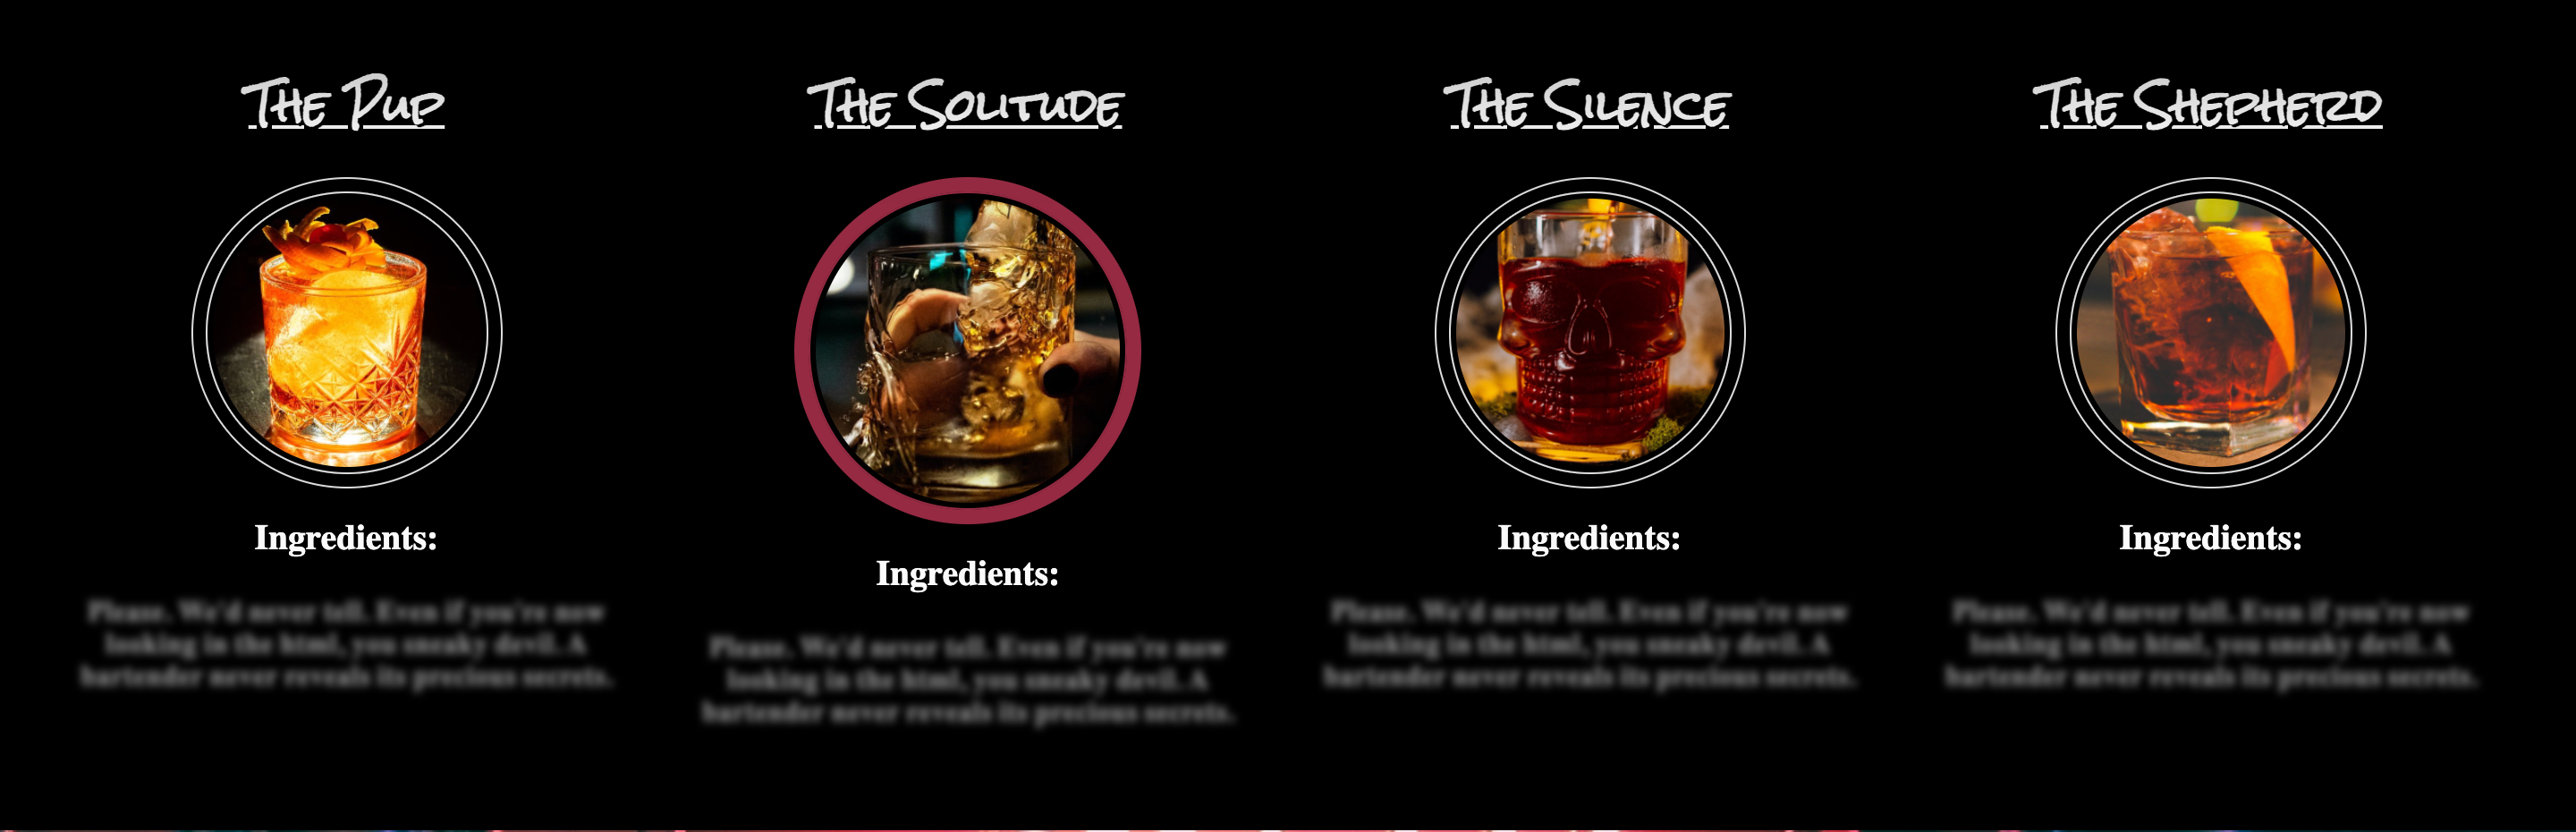 The Pup
The Solitude
The Silence
The Shepherd
Ingredients:
Ingredients:
Ingredients:
Ingredients:
Please. We'd never tell. Even if you're now
looking in the html, you sneaky devil. A
bartender never reveals its precious secrets.
Please. We'd never tell. Even if you're now
looking in the html, you sneaky devil. A
bartender never reveals its precious secrets.
Please. We'd never tell. Even if you're now
looking in the html, you sneaky devil. A
bartender never reveals its precious secrets.
Please. We'd never tell. Even if you're now
looking in the html, you sneaky devil. A
bartender never reveals its precious secrets.